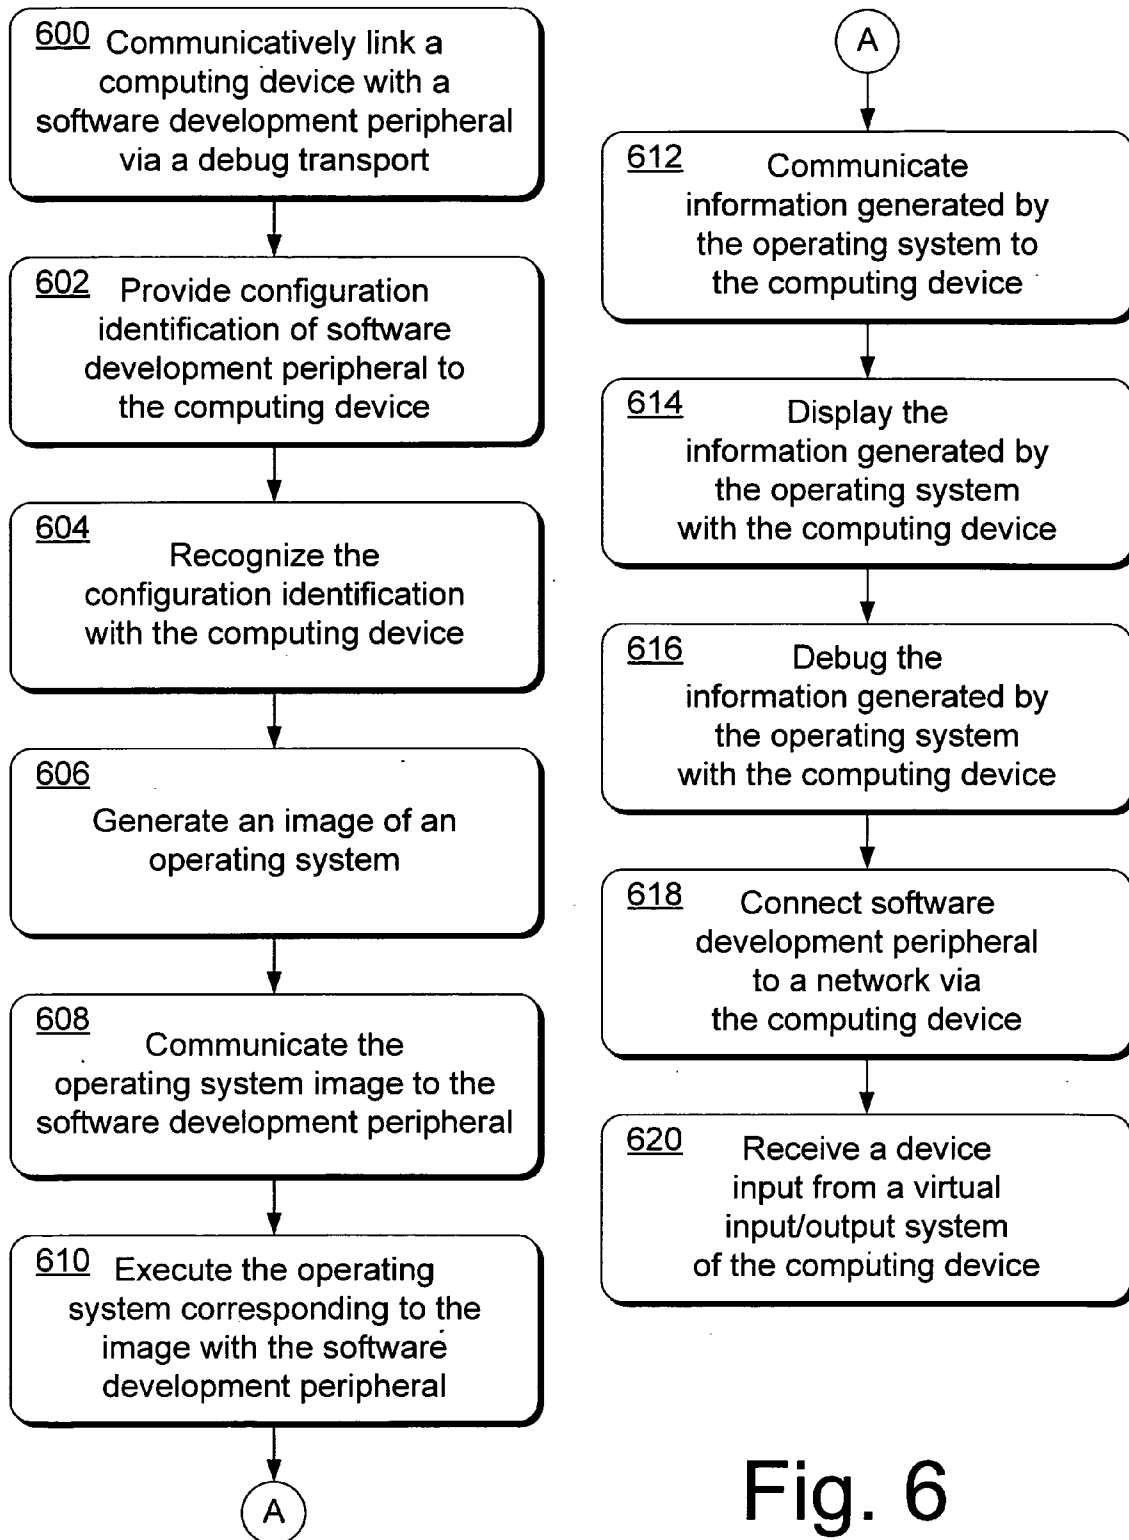 600 Communicatively link a
computing device with a
software development peripheral
via a debug transport
602 Provide configuration
identification of software
development peripheral to
the computing device
604
Recognize the
configuration identification
with the computing device
606
Generate an image of an
operating system
608
Communicate the
operating system image to the
software development peripheral
610 Execute the operating
system corresponding to the
image with the software
development peripheral
A
A
612 Communicate
information generated by
the operating system to
the computing device
614 Display the
information generated by
the operating system
with the computing device
616 Debug the
information generated by
the operating system
with the computing device
618 Connect software
development peripheral
to a network via
the computing device
620 Receive a device
input from a virtual
input/output system
of the computing device
Fig. 6